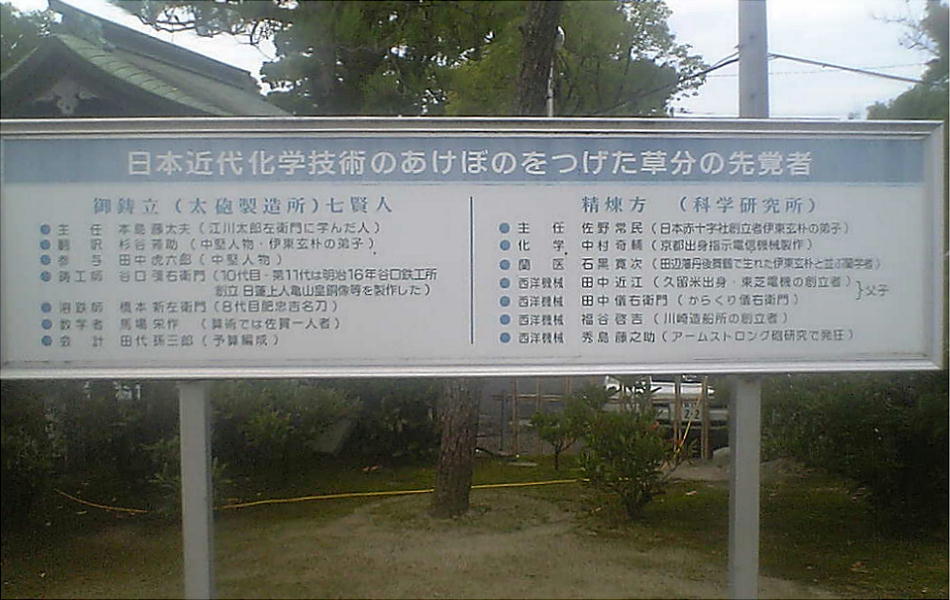 日本近代化学技術のあけぼのをつげた草分の先覚者
御鋳立(太砲製造所)七賢人
主任 本島藤太夫(江川太郎左衛門に学んだ人)
翻訳 杉谷雍助(中堅人物・伊東玄朴の弟子)
参与 田中虎六郎(中堅人物)
鋳工師 谷口弥右衛門(10代目・第11代は明治16年谷口鉄工所
創立 日蓮上人亀山皇銅像等を製作した)
溶鉄師 橋本新左衛門(8代目肥忠吉名刀)
数学者 馬場栄作(算術では佐賀一人者)
会計 田代孫三郎(予算編成)
精煉方(科学研究所)
主任 佐野常民(日本赤十字社創立者伊東玄朴の弟子)
化学 中村奇輔(京都出身指示電信機械製作)
蘭医 石黒寛次(田辺藩丹後舞鶴で生れた伊東玄朴と並ぶ蘭学者)
西洋機械 田中近江(久留米出身・東芝電機の創立者)
父子
西洋機械 田中儀右衛門(からくり儀右衛門)
西洋機械 福谷啓吉(川崎造船所の創立者)
西洋機械 秀島藤之助(アームストロング砲研究で発狂)
2-2